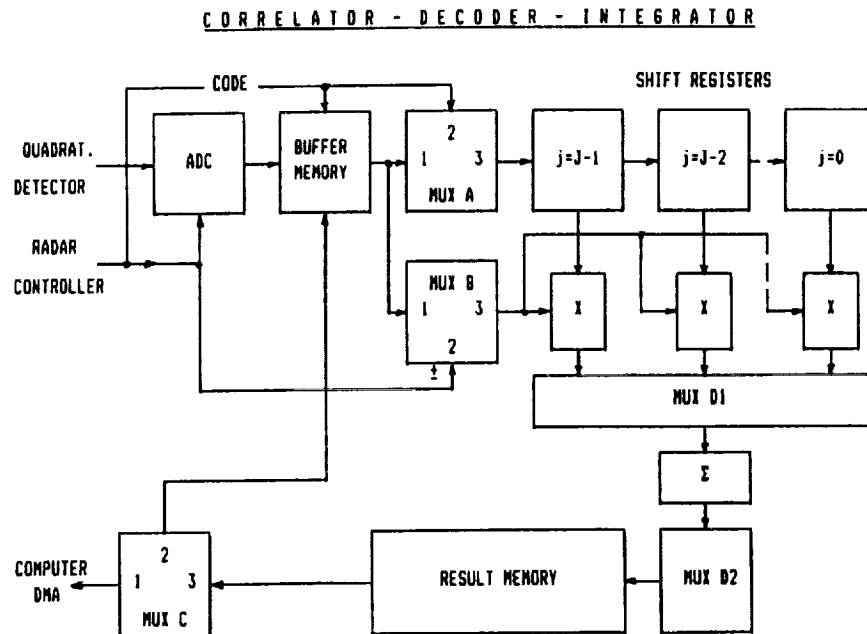 CORRELATOR - DECODER - INTEGRATOR
CODE
SHIFT REGISTERS
QUADRAT.
DETECTOR
ADC
BUFFER
MEMORY
2
1 3
MUX A
j=J-1
j=J-2
j=0
RADAR
CONTROLLER
MUX B
1 3
2
±
X
X
X
MUX D1
Σ
COMPUTER
DMA
2
1 3
MUX C
RESULT MEMORY
MUX D2